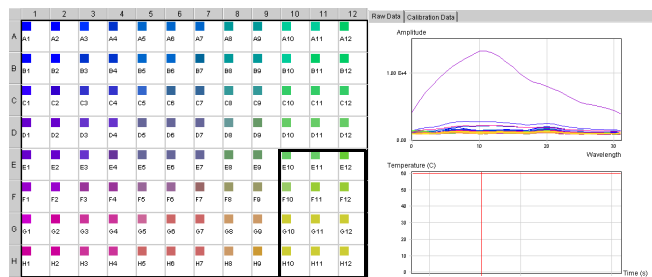 1 2 3 4 5 6 7 8 9 10 11 12
A
A1 A2 A3 A4 A5 A6 A7 A8 A9 A10 A11 A12
B
B1 B2 B3 B4 B5 B6 B7 B8 B9 B10 B11 B12
C
C1 C2 C3 C4 C5 C6 C7 C8 C9 C10 C11 C12
D
D1 D2 D3 D4 D5 D6 D7 D8 D9 D10 D11 D12
E
E1 E2 E3 E4 E5 E6 E7 E8 E9 E10 E11 E12
F
F1 F2 F3 F4 F5 F6 F7 F8 F9 F10 F11 F12
G
G1 G2 G3 G4 G5 G6 G7 G8 G9 G10 G11 G12
H
H1 H2 H3 H4 H5 H6 H7 H8 H9 H10 H11 H12
Raw Data Calibration Data
Amplitude
0.00
0 10 20 30
Wavelength
Temperature (C)
60
50
40
30
20
10
0
Time (s)